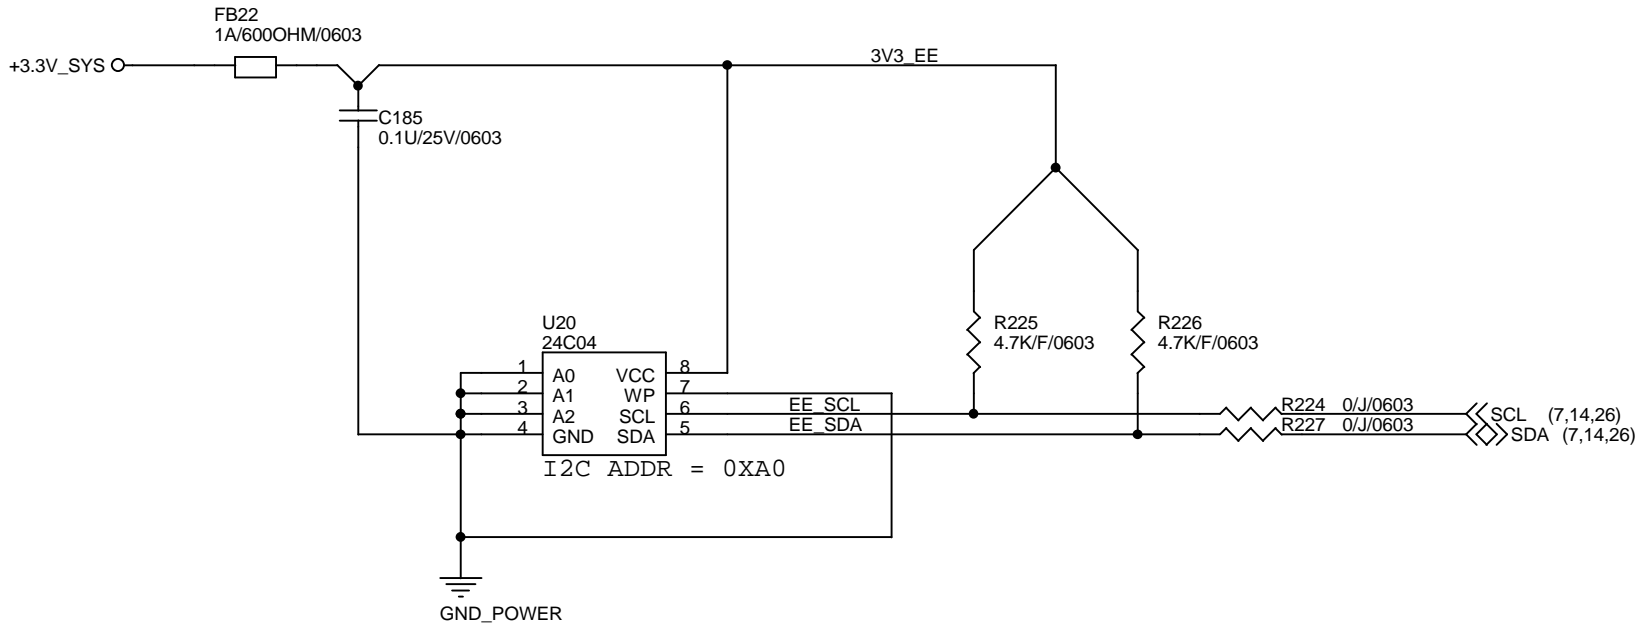 FB22
1A/600OHM/0603
+3.3V_SYS
3V3_EE
C185
0.1U/25V/0603
U20
24C04
R225
4.7K/F/0603
R226
4.7K/F/0603
1 A0 VCC 8
2 A1 WP 7
3 A2 SCL 6 EE_SCL R224 0/J/0603 SCL (7,14,26)
4 GND SDA 5 EE_SDA R227 0/J/0603 SDA (7,14,26)
I2C ADDR = 0XA0
GND_POWER